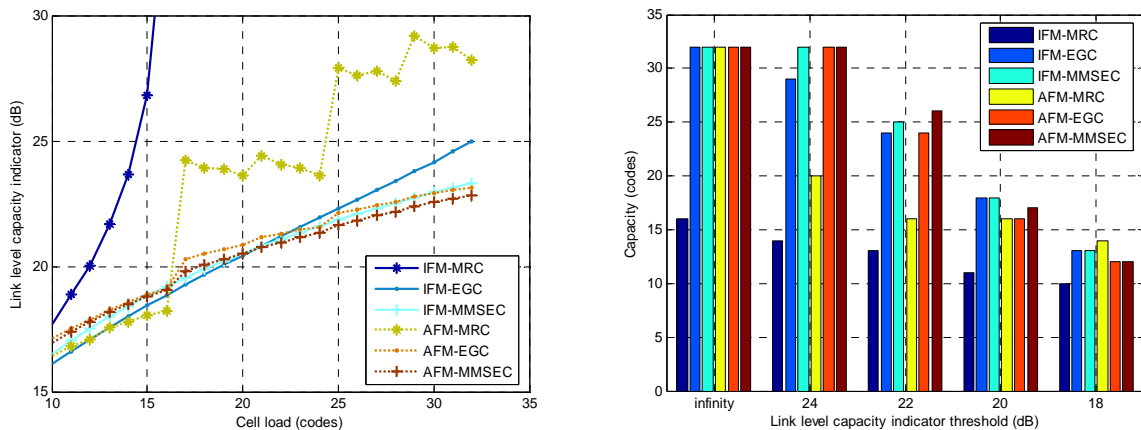 30
25
20
15
Link level capacity indicator (dB)
10 15 20 25 30 35
Cell load (codes)
IFM-MRC
IFM-EGC
IFM-MMSEC
AFM-MRC
AFM-EGC
AFM-MMSEC
35
30
25
20
15
10
5
0
Capacity (codes)
infinity 24 22 20 18
Link level capacity indicator threshold (dB)
IFM-MRC
IFM-EGC
IFM-MMSEC
AFM-MRC
AFM-EGC
AFM-MMSEC